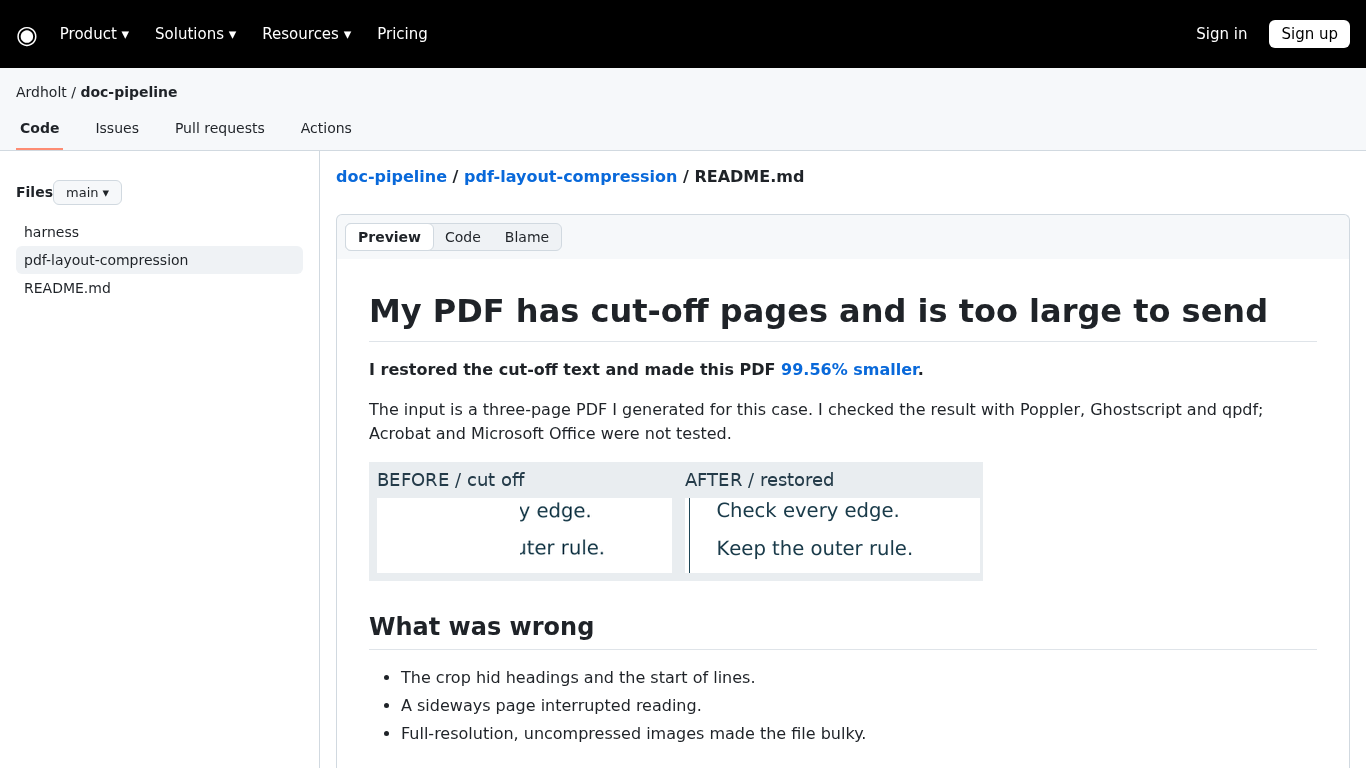 Product ▾ Solutions ▾ Resources ▾ Pricing Sign in Sign up
Ardholt / doc-pipeline
Code Issues Pull requests Actions
Files main ▾
harness
pdf-layout-compression
README.md
doc-pipeline / pdf-layout-compression / README.md
Preview Code Blame
My PDF has cut-off pages and is too large to send
I restored the cut-off text and made this PDF 99.56% smaller.
The input is a three-page PDF I generated for this case. I checked the result with Poppler, Ghostscript and qpdf;
Acrobat and Microsoft Office were not tested.
BEFORE / cut off
y edge.
uter rule.
AFTER / restored
Check every edge.
Keep the outer rule.
What was wrong
• The crop hid headings and the start of lines.
• A sideways page interrupted reading.
• Full-resolution, uncompressed images made the file bulky.